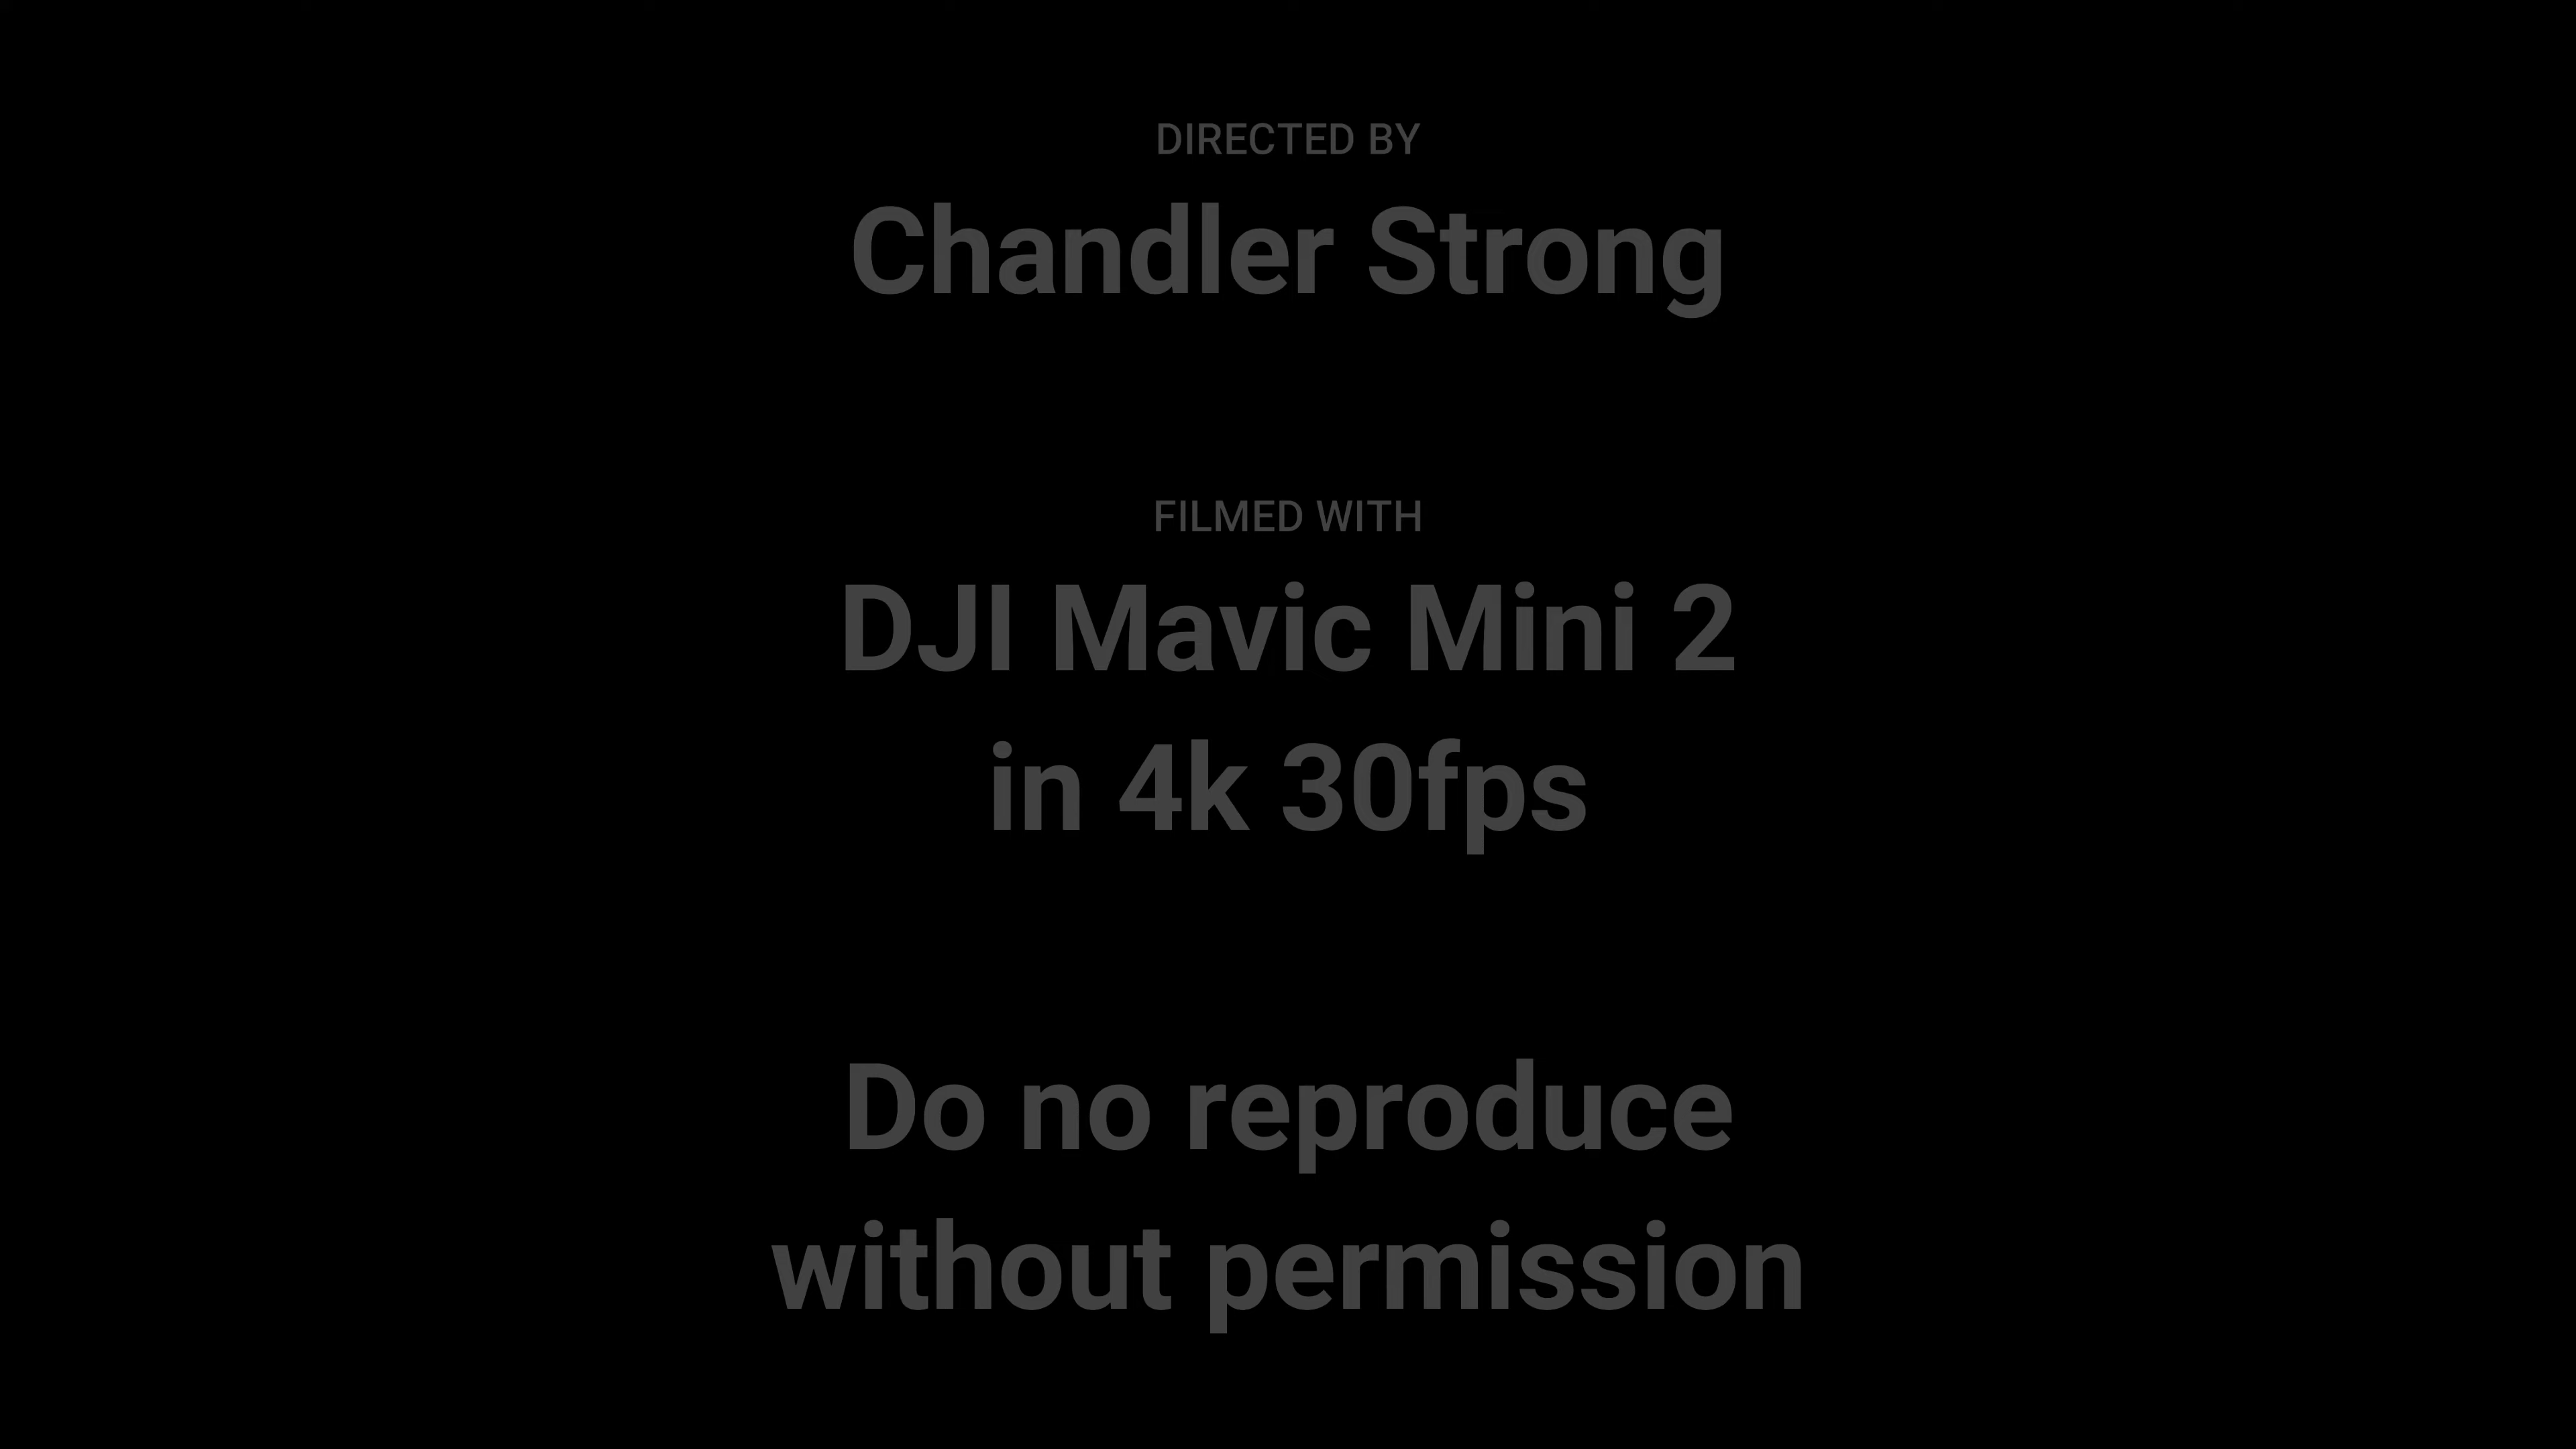 DIRECTED BY
Chandler Strong
FILMED WITH
DJI Mavic Mini 2
in 4k 30fps
Do no reproduce
without permission